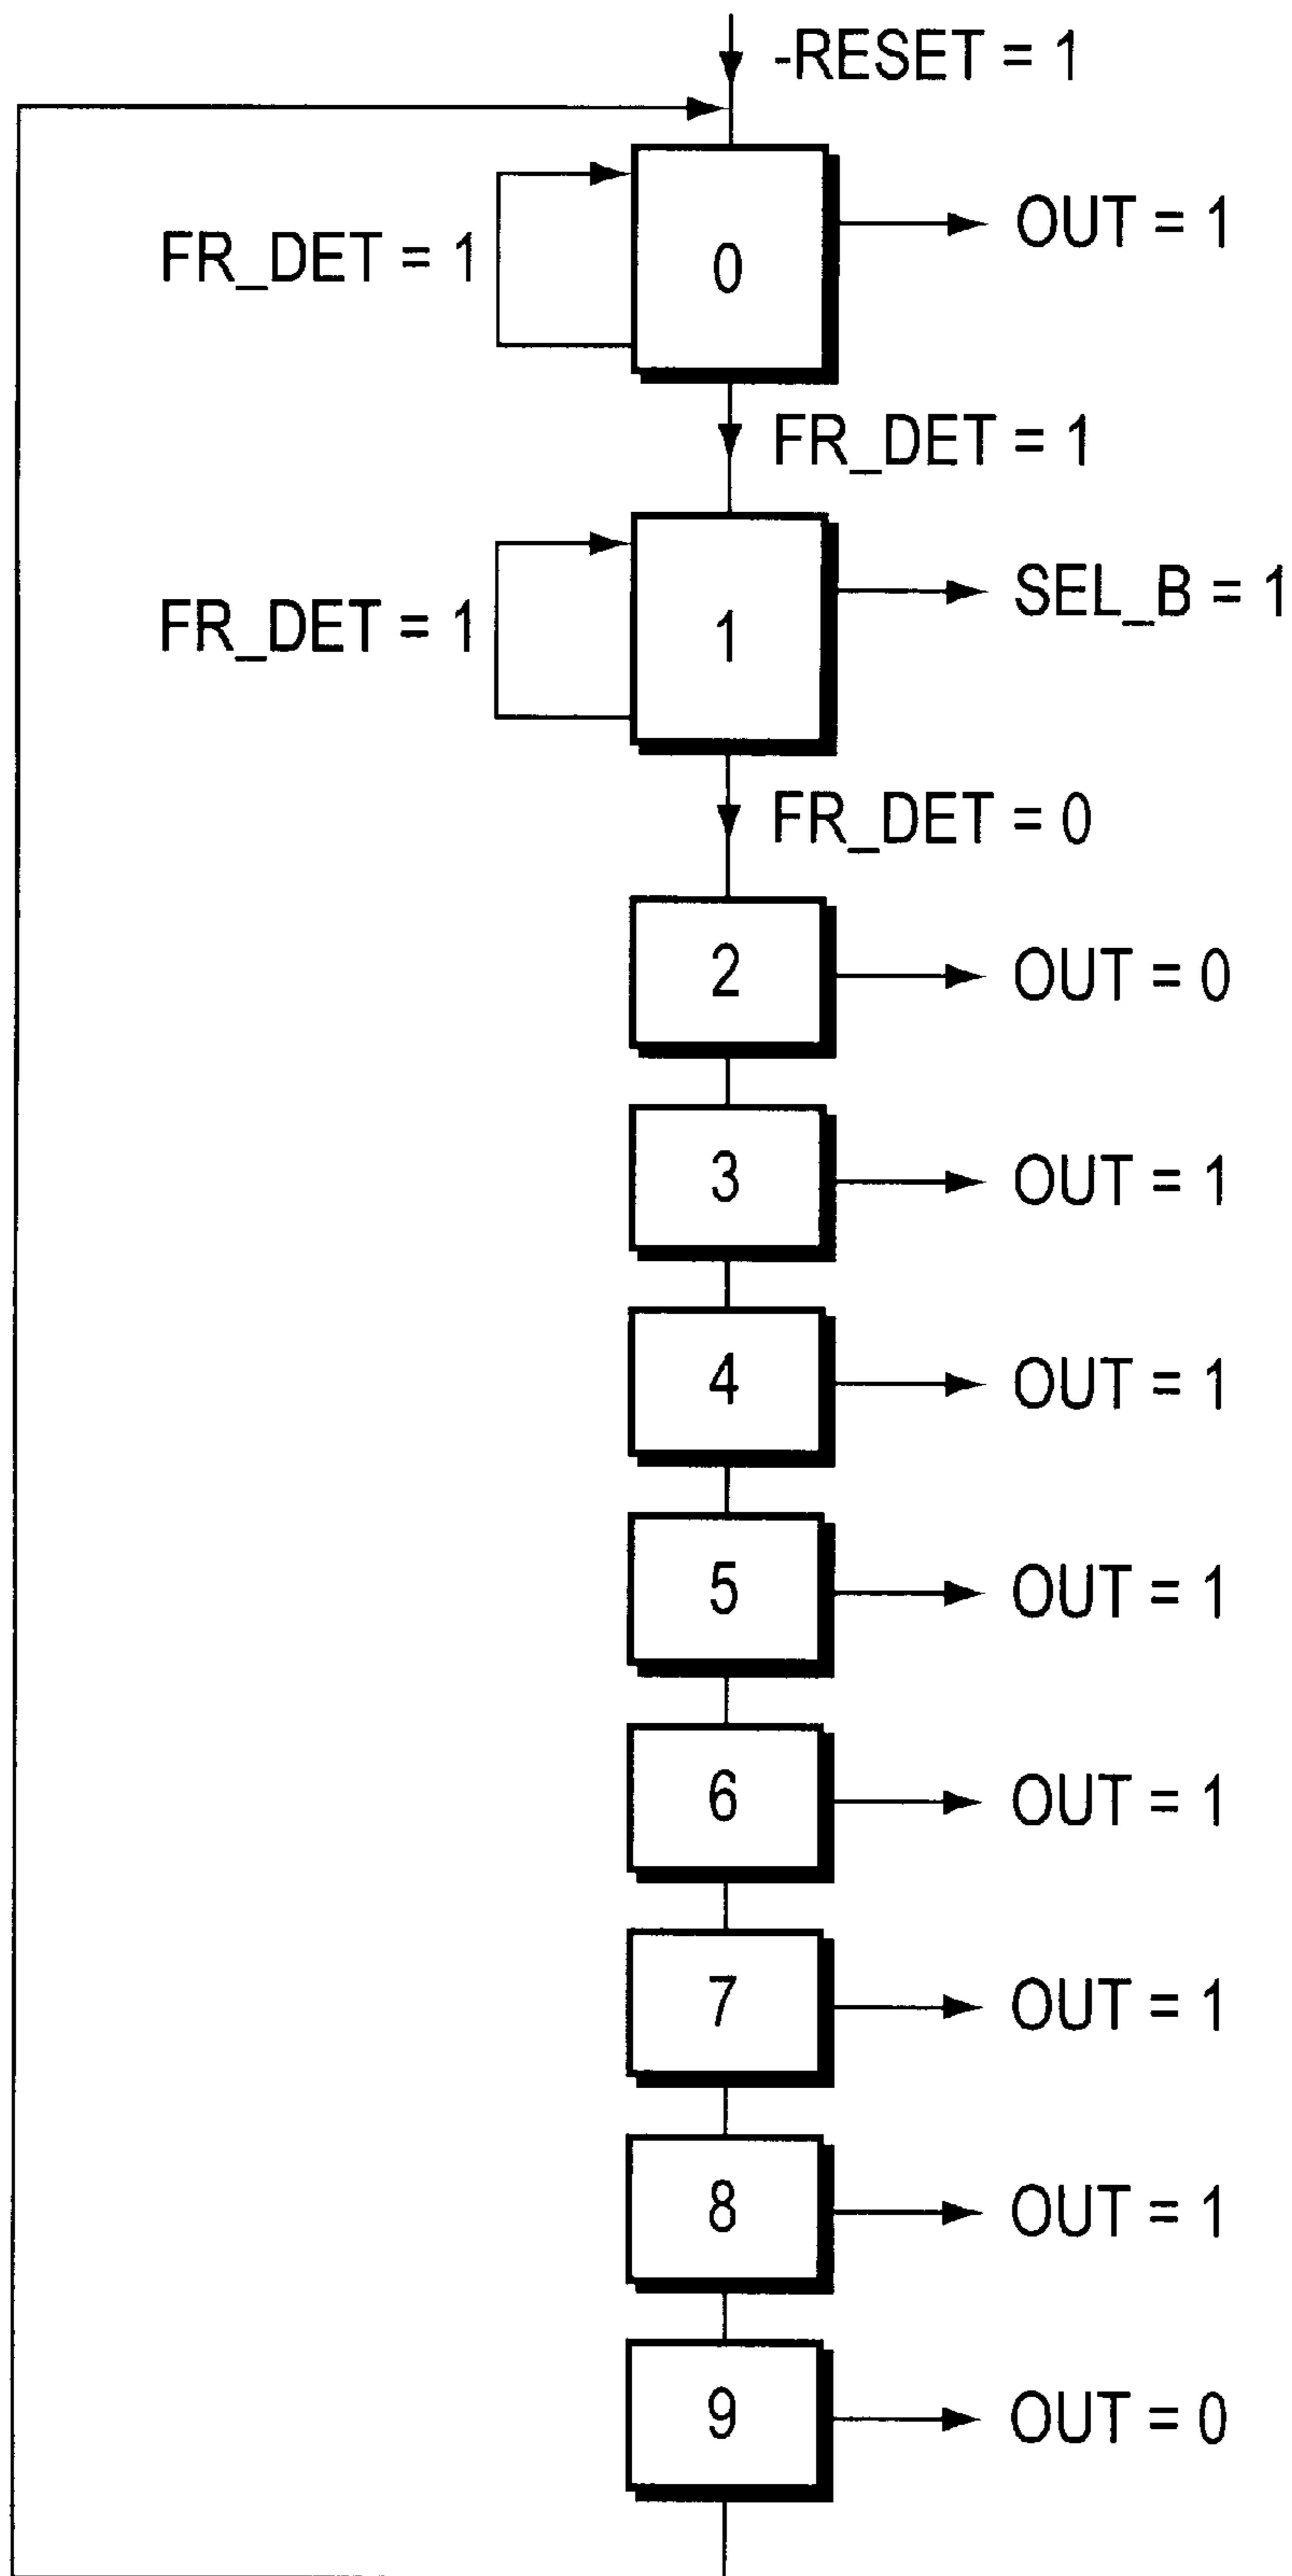 -RESET = 1
FR_DET = 1
0
OUT = 1
FR_DET = 1
FR_DET = 1
1
SEL_B = 1
FR_DET = 0
2
OUT = 0
3
OUT = 1
4
OUT = 1
5
OUT = 1
6
OUT = 1
7
OUT = 1
8
OUT = 1
9
OUT = 0